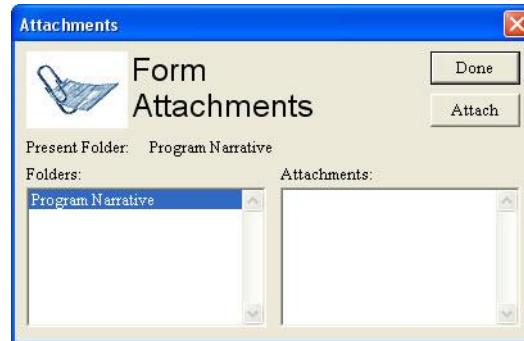 Attachments
Form
Attachments
Done
Attach
Present Folder: Program Narrative
Folders:
Attachments:
Program Narrative